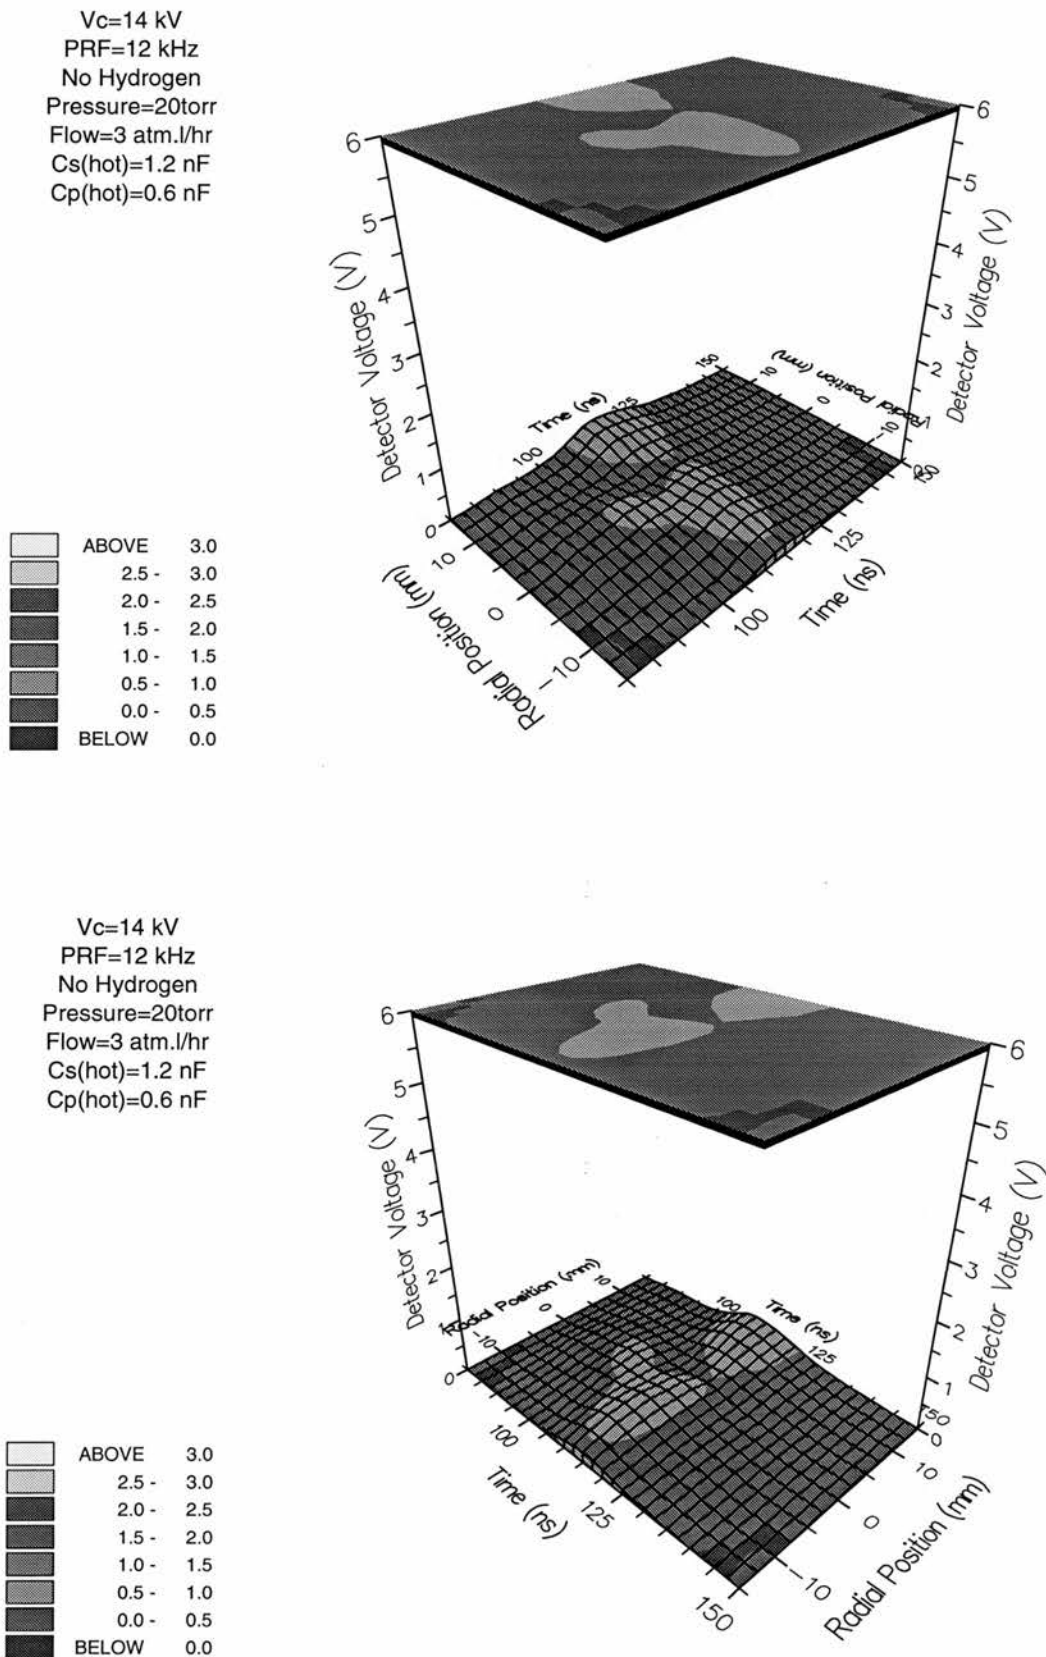 Vc=14 kV
PRF=12 kHz
No Hydrogen
Pressure=20torr
Flow=3 atm.l/hr
Cs(hot)=1.2 nF
Cp(hot)=0.6 nF
6
5
4
3
2
1
0
Detector Voltage (V)
6
5
4
3
2
1
Detector Voltage (V)
150
125
100
Time (ns)
10
0
-10
Radial Position (mm)
10
0
-10
Radial Position (mm)
100
125
150
Time (ns)
ABOVE 3.0
2.5 - 3.0
2.0 - 2.5
1.5 - 2.0
1.0 - 1.5
0.5 - 1.0
0.0 - 0.5
BELOW 0.0
Vc=14 kV
PRF=12 kHz
No Hydrogen
Pressure=20torr
Flow=3 atm.l/hr
Cs(hot)=1.2 nF
Cp(hot)=0.6 nF
6
5
4
3
2
1
0
Detector Voltage (V)
6
5
4
3
2
1
0
Detector Voltage (V)
Radial Position (mm)
-10
0
10
100
125
150
Time (ns)
100
125
150
Time (ns)
10
0
-10
Radial Position (mm)
ABOVE 3.0
2.5 - 3.0
2.0 - 2.5
1.5 - 2.0
1.0 - 1.5
0.5 - 1.0
0.0 - 0.5
BELOW 0.0